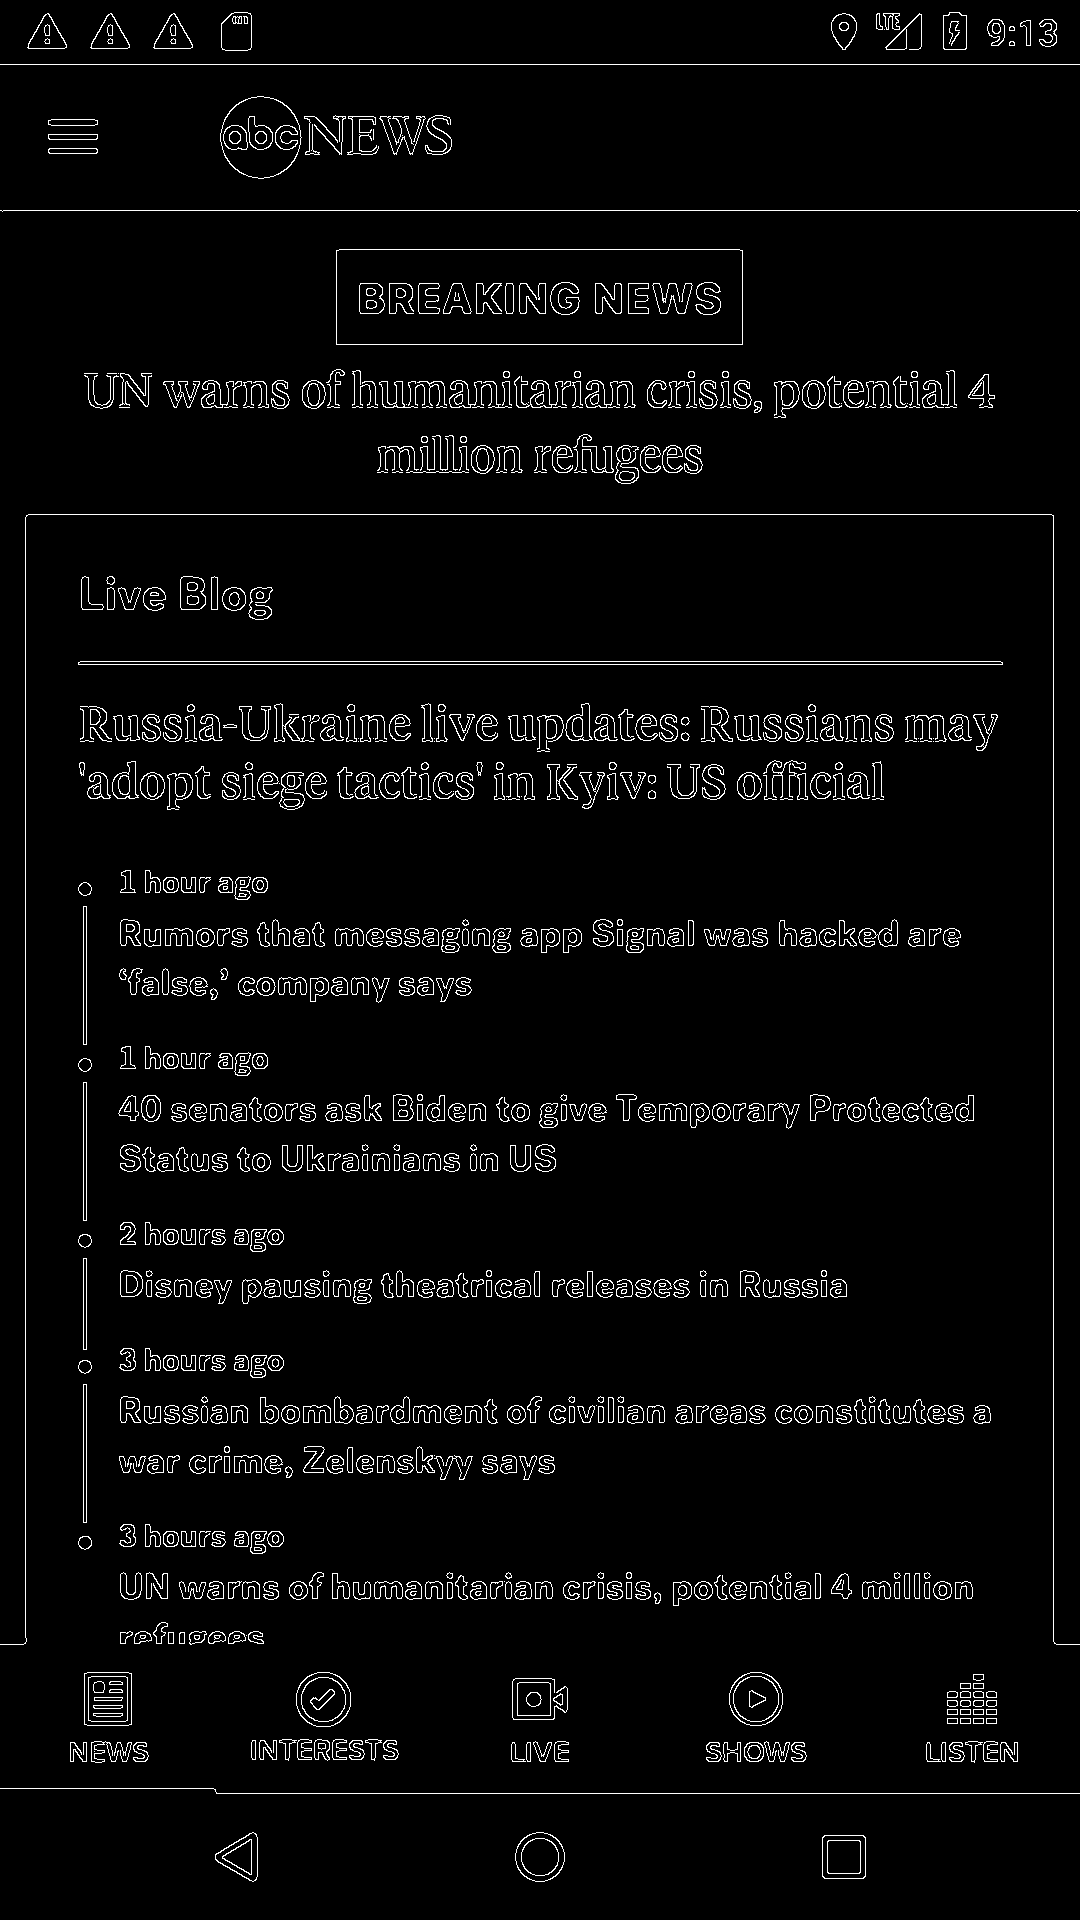 LTE 9:13
abc NEWS
BREAKING NEWS
UN warns of humanitarian crisis, potential 4
million refugees
Live Blog
Russia-Ukraine live updates: Russians may
'adopt siege tactics' in Kyiv: US official
1 hour ago
Rumors that messaging app Signal was hacked are
‘false,’ company says
1 hour ago
40 senators ask Biden to give Temporary Protected
Status to Ukrainians in US
2 hours ago
Disney pausing theatrical releases in Russia
3 hours ago
Russian bombardment of civilian areas constitutes a
war crime, Zelenskyy says
3 hours ago
UN warns of humanitarian crisis, potential 4 million
refugees
NEWS INTERESTS LIVE SHOWS LISTEN